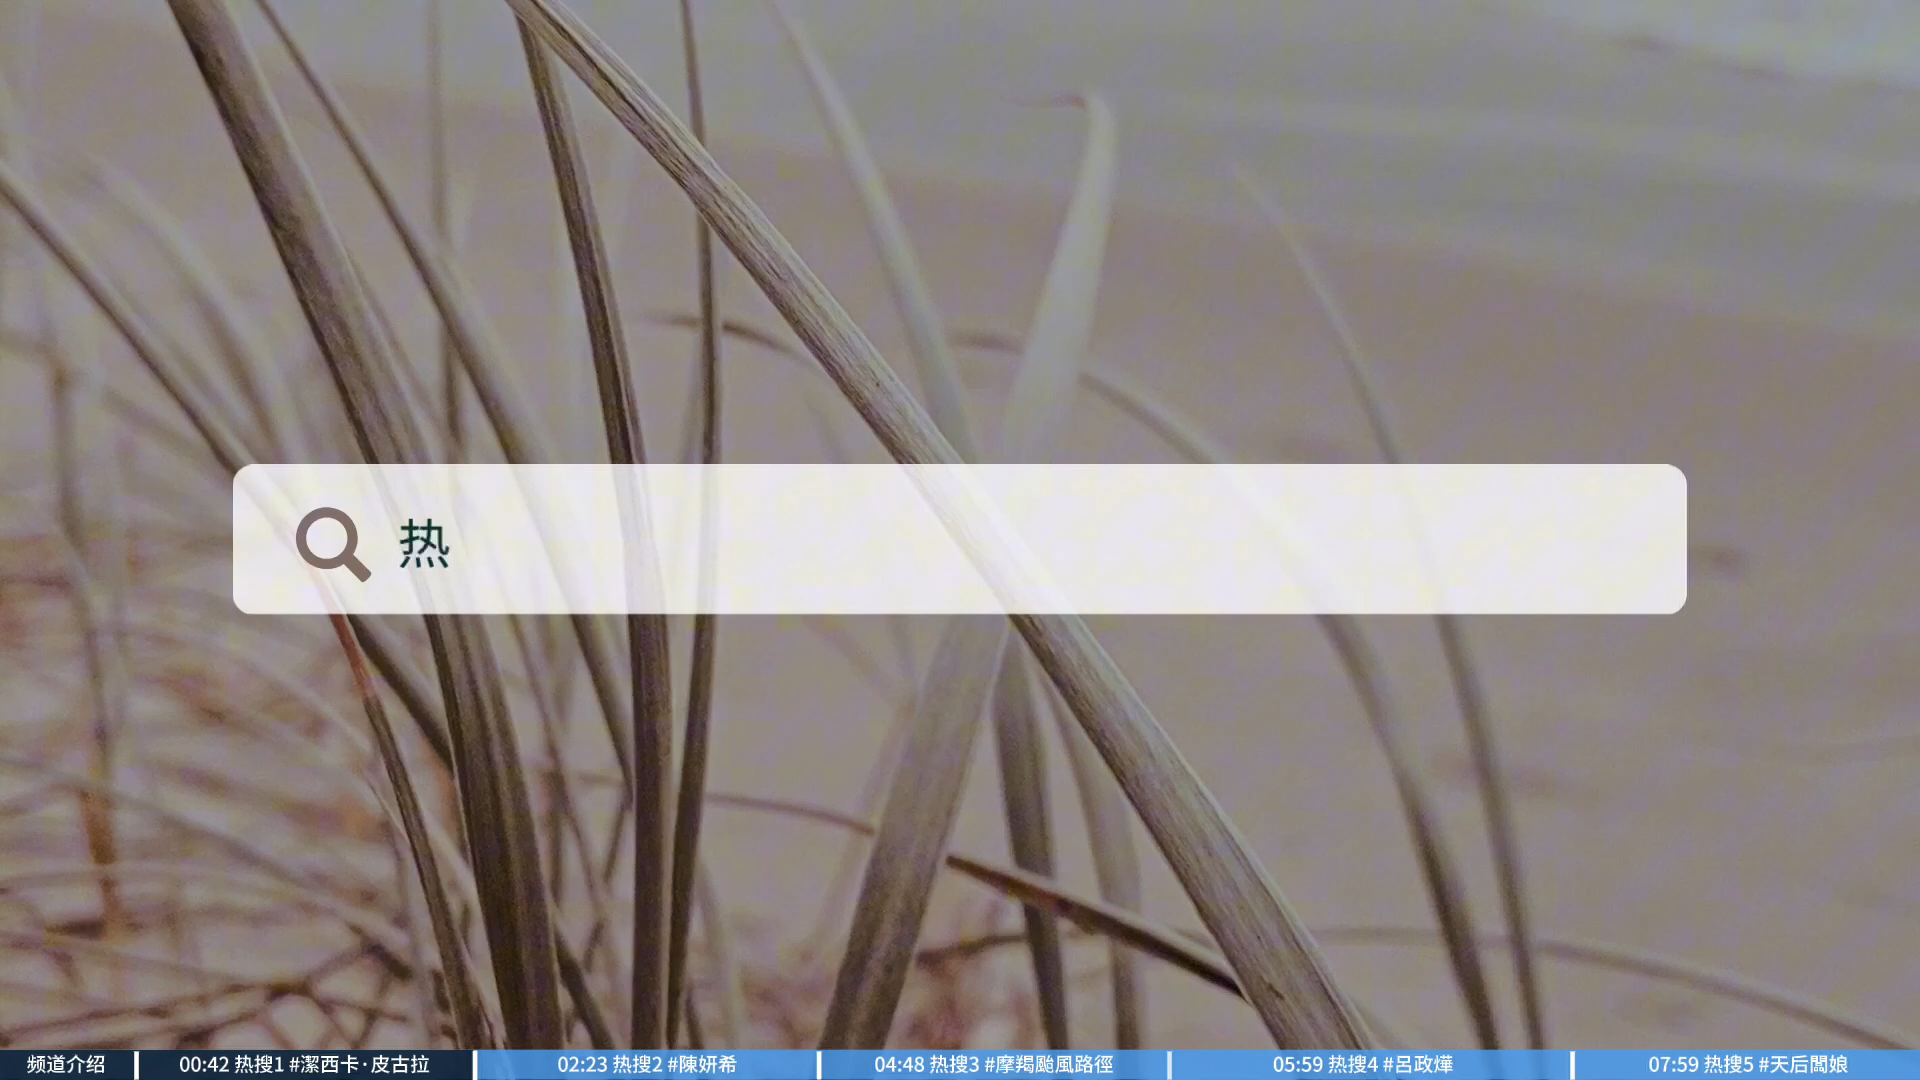 热
频道介绍
00:42 热搜1 #潔西卡·皮古拉
02:23 热搜2 #陳妍希
04:48 热搜3 #摩羯颱風路徑
05:59 热搜4 #呂政燁
07:59 热搜5 #天后闆娘